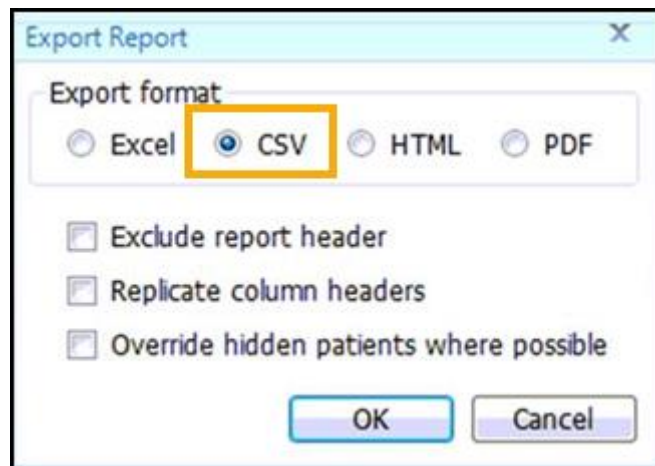 Export Report
Export format
Excel CSV HTML PDF
Exclude report header
Replicate column headers
Override hidden patients where possible
OK Cancel